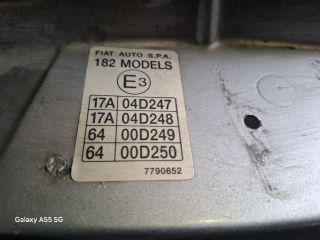 FIAT AUTO S.P.A.
182 MODELS
E3
17A 04D247
17A 04D248
64 00D249
64 00D250
7790652
Galaxy A55 5G